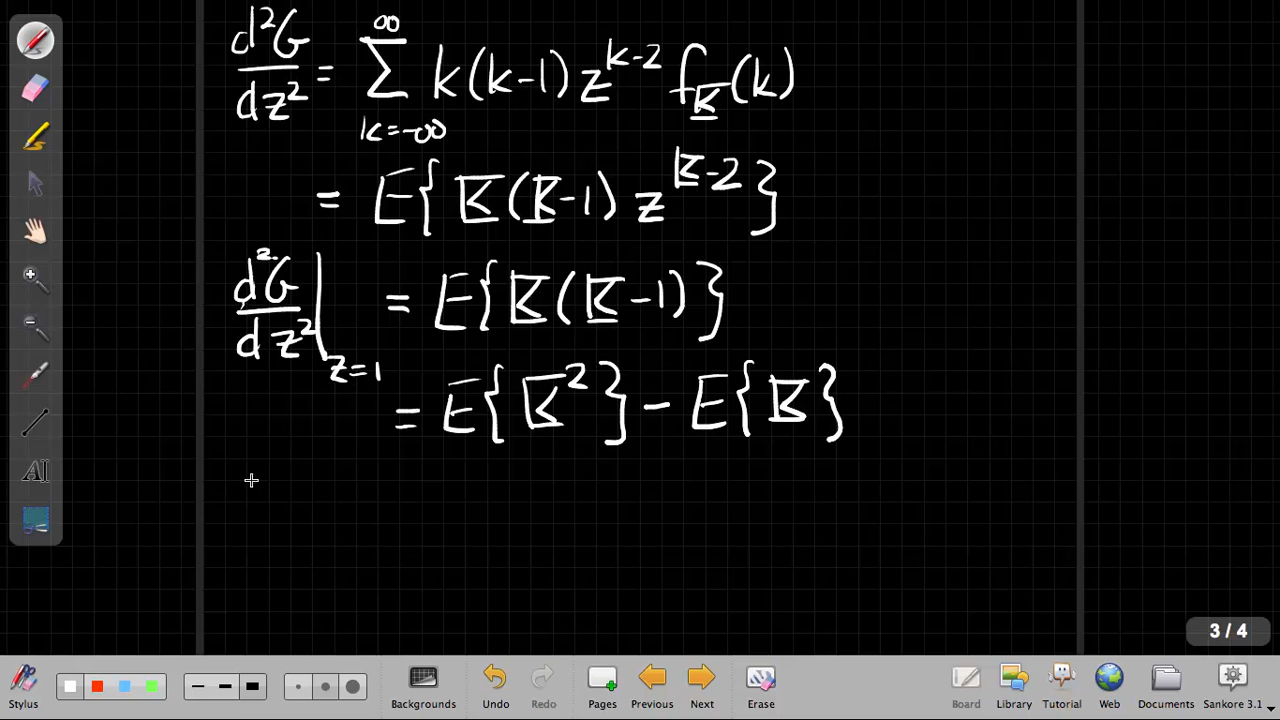 d²G/dz² = ∑_{k=-∞}^{∞} k(k-1) z^{k-2} f_K(k)
= E{K(K-1) z^{K-2}}
d²G/dz² |_{z=1} = E{K(K-1)}
= E{K²} - E{K}
AI
3 / 4
Stylus Backgrounds Undo Redo Pages Previous Next Erase Board Library Tutorial Web Documents Sankore 3.1